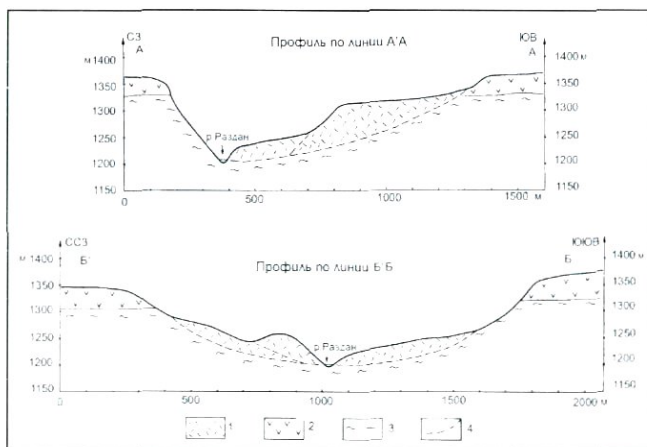 СЗ
ЮВ
А
Профиль по линии А'А
А
м 1400
1400 м
1350
1350
1300
1300
р.Раздан
1250
1250
1200
1200
1150
1150
0
500
1000
1500 м
ССЗ
ЮЮВ
Б'
Профиль по линии Б'Б
Б
м 1400
1400 м
1350
1350
1300
1300
р.Раздан
1250
1250
1200
1200
1150
1150
0
500
1000
1500
2000 м
1
2
3
4